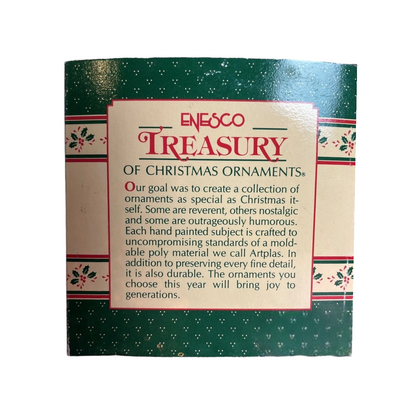 ENESCO
TREASURY
OF CHRISTMAS ORNAMENTS®
Our goal was to create a collection of
ornaments as special as Christmas it-
self. Some are reverent, others nostalgic
and some are outrageously humorous.
Each hand painted subject is crafted to
uncompromising standards of a mold-
able poly material we call Artplas. In
addition to preserving every fine detail,
it is also durable. The ornaments you
choose this year will bring joy to
generations.